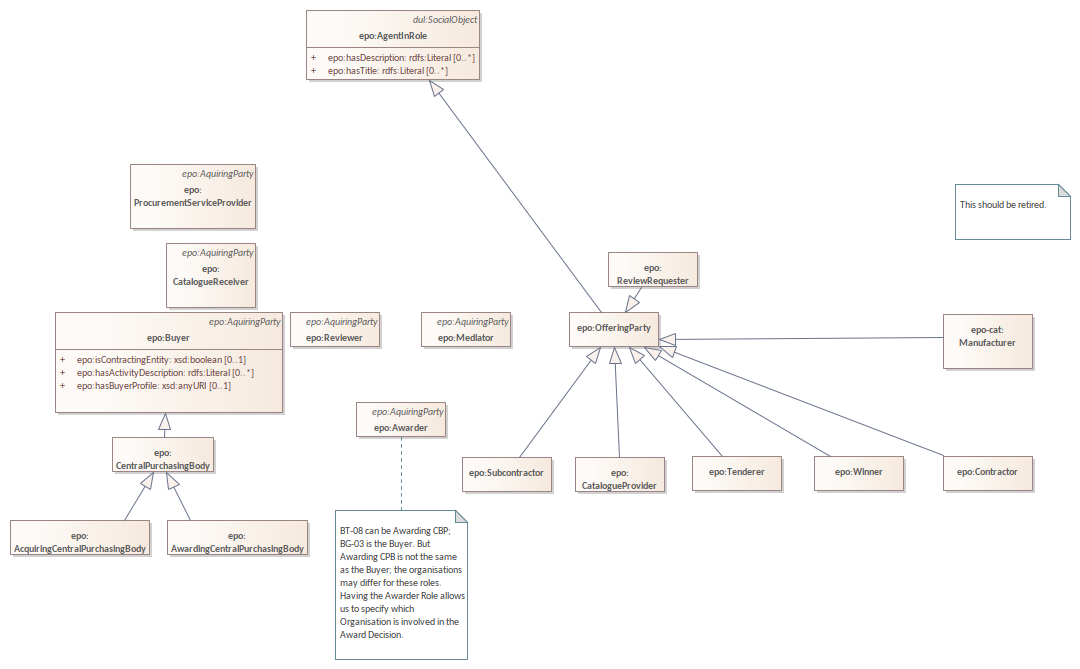 dul:SocialObject
epo:AgentInRole
+ epo:hasDescription: rdfs:Literal [0..*]
+ epo:hasTitle: rdfs:Literal [0..*]
epo:AquiringParty
epo:
ProcurementServiceProvider
This should be retired.
epo:AquiringParty
epo:
CatalogueReceiver
epo:
ReviewRequester
epo:AquiringParty
epo:Buyer
+ epo:isContractingEntity: xsd:boolean [0..1]
+ epo:hasActivityDescription: rdfs:Literal [0..*]
+ epo:hasBuyerProfile: xsd:anyURI [0..1]
epo:AquiringParty
epo:Reviewer
epo:AquiringParty
epo:Mediator
epo:OfferingParty
epo-cat:
Manufacturer
epo:AquiringParty
epo:Awarder
epo:
CentralPurchasingBody
epo:Subcontractor
epo:
CatalogueProvider
epo:Tenderer
epo:Winner
epo:Contractor
epo:
AcquiringCentralPurchasingBody
epo:
AwardingCentralPurchasingBody
BT-08 can be Awarding CBP;
BG-03 is the Buyer. But
Awarding CPB is not the same
as the Buyer; the organisations
may differ for these roles.
Having the Awarder Role allows
us to specify which
Organisation is involved in the
Award Decision.